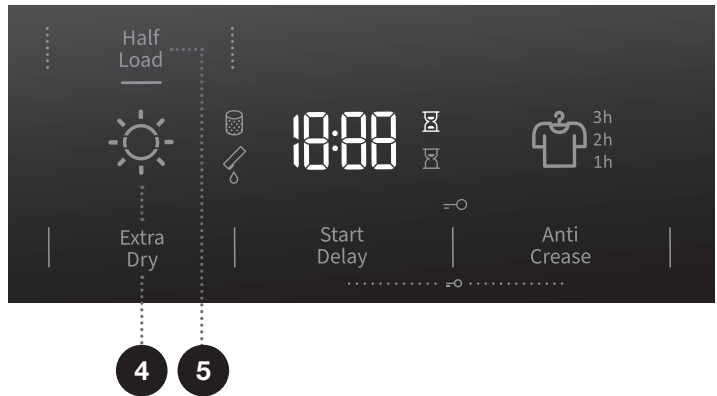 Half
Load
18:88
3h
2h
1h
Extra
Dry
Start
Delay
Anti
Crease
4
5